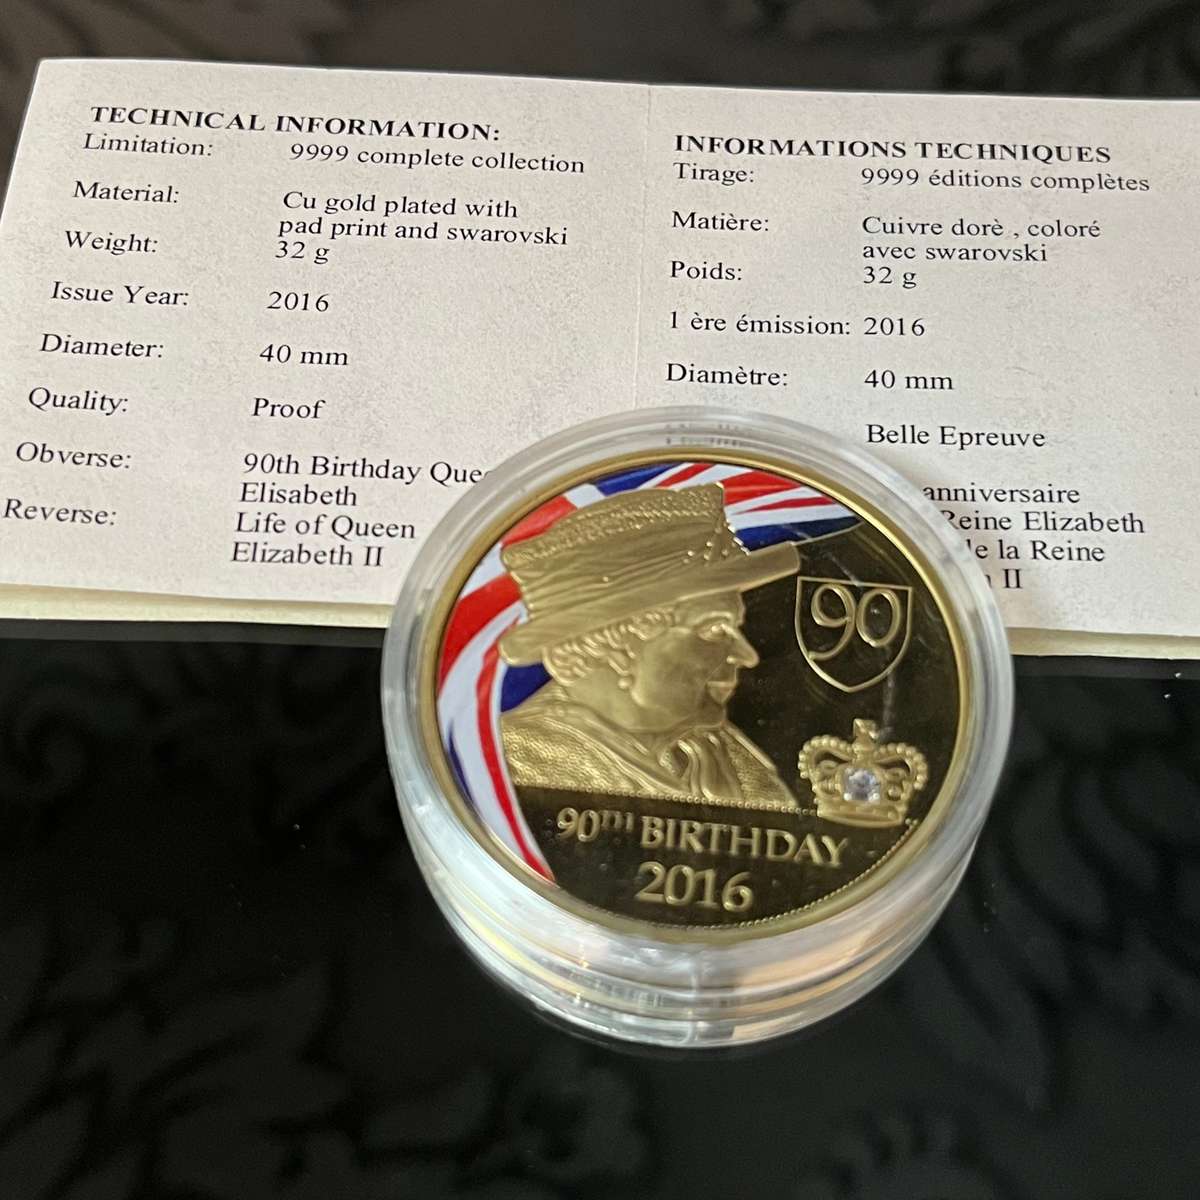 TECHNICAL INFORMATION:
Limitation: 9999 complete collection
Material: Cu gold plated with
pad print and swarovski
Weight: 32 g
Issue Year: 2016
Diameter: 40 mm
Quality: Proof
Obverse: 90th Birthday Que
Elisabeth
Reverse: Life of Queen
Elizabeth II
INFORMATIONS TECHNIQUES
Tirage: 9999 éditions complètes
Matière: Cuivre dorè , coloré
avec swarovski
Poids: 32 g
1 ère émission: 2016
Diamètre: 40 mm
Belle Epreuve
anniversaire
Reine Elizabeth
de la Reine
II
90
90TH BIRTHDAY
2016